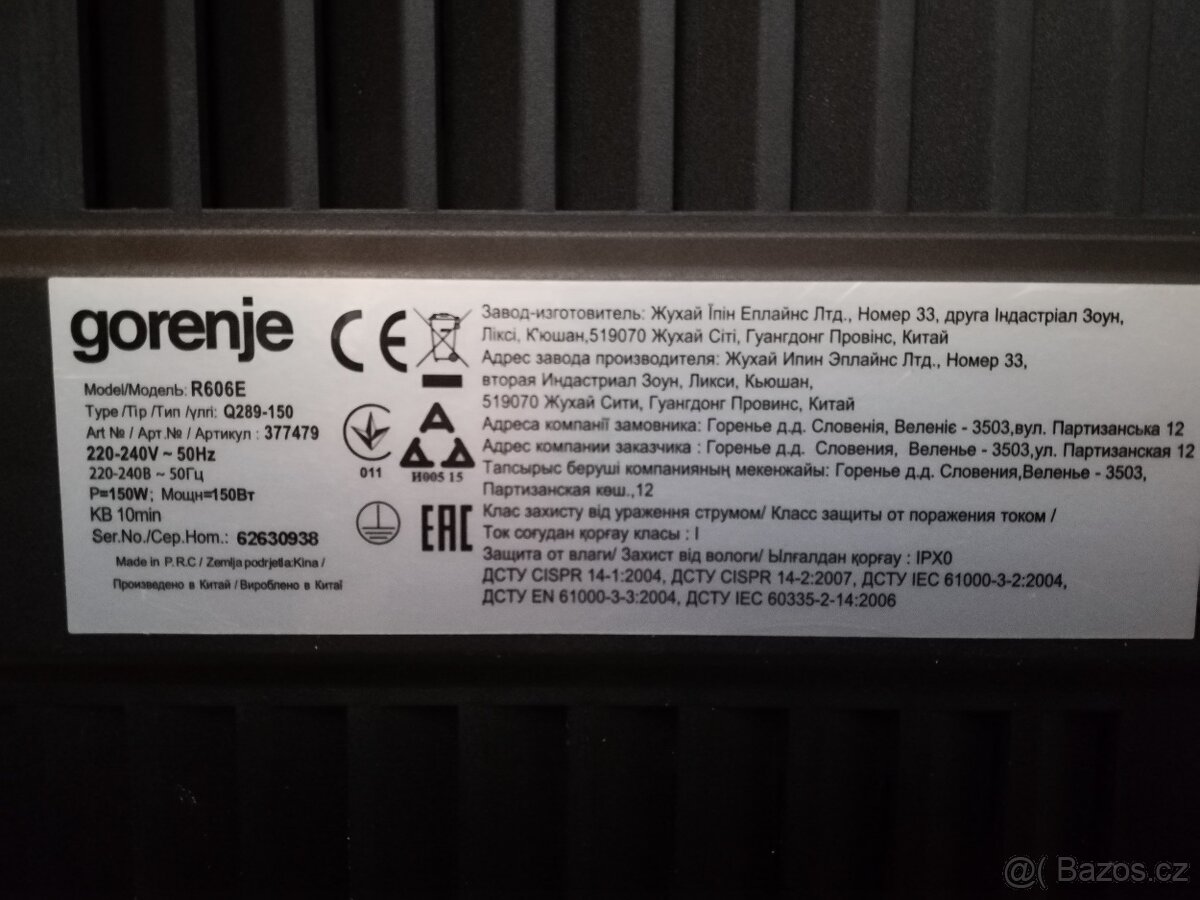 gorenje
Model/Модель: R606E
Type /Tip /Тип /үлгі: Q289-150
Art № / Арт.№ / Артикул : 377479
220-240V ~ 50Hz
220-240В ~ 50Гц
P=150W; Мощн=150Вт
KB 10min
Ser.No./Сер.Ном.: 62630938
Made in P.R.C / Zemlja podrjetla:Kina /
Произведено в Китай / Вироблено в Китаї
CE
011
И005 15
EAC
Завод-изготовитель: Жухай Їпін Еплайнс Лтд., Номер 33, друга Індастріал Зоун,
Ліксі, К'юшан,519070 Жухай Сіті, Гуангдонг Провінс, Китай
Адрес завода производителя: Жухай Ипин Эплайнс Лтд., Номер 33,
вторая Индастриал Зоун, Ликси, Кьюшан,
519070 Жухай Сити, Гуангдонг Провинс, Китай
Адреса компанії замовника: Горенье д.д. Словенія, Веленіє - 3503,вул. Партизанська 12
Адрес компании заказчика : Горенье д.д. Словения, Веленье - 3503,ул. Партизанская 12
Тапсырыс беруші компанияның мекенжайы: Горенье д.д. Словения,Веленье - 3503,
Партизанская көш.,12
Клас захисту від ураження струмом/ Класс защиты от поражения током /
Ток соғудан қорғау класы : I
Защита от влаги/ Захист від вологи/ Ылғалдан қорғау : IPX0
ДСТУ CISPR 14-1:2004, ДСТУ CISPR 14-2:2007, ДСТУ IEC 61000-3-2:2004,
ДСТУ EN 61000-3-3:2004, ДСТУ IEC 60335-2-14:2006
@( Bazos.cz